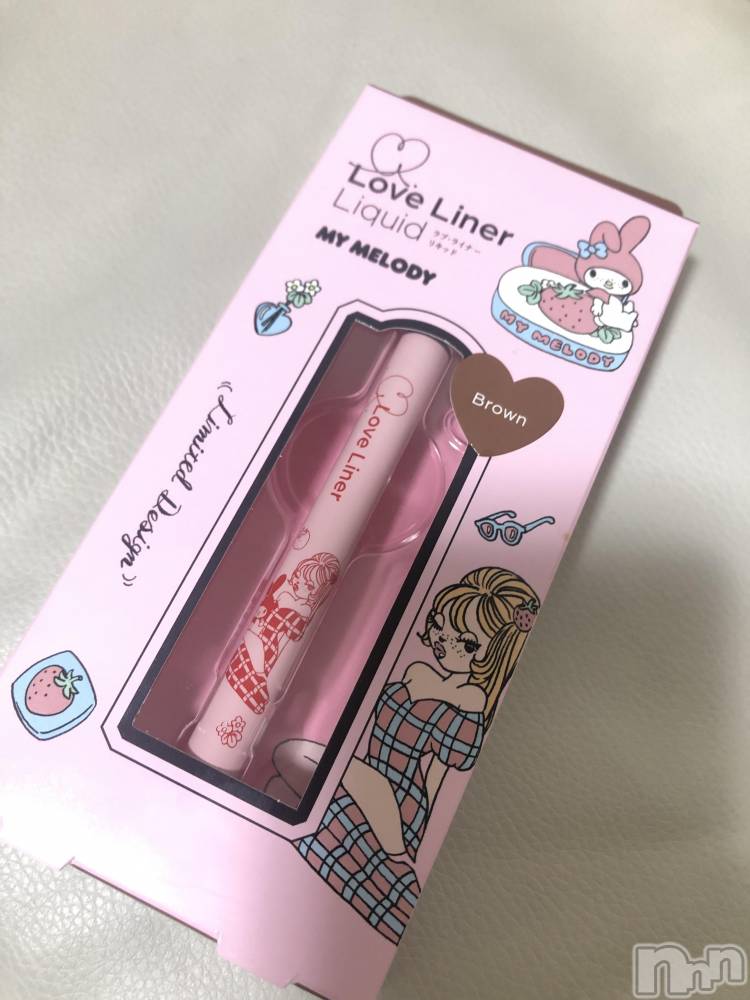 Love Liner
Liquid
ラブ・ライナー
リキッド
MY MELODY
MY MELODY
Brown
Love Liner
"Limited Design"
nnn